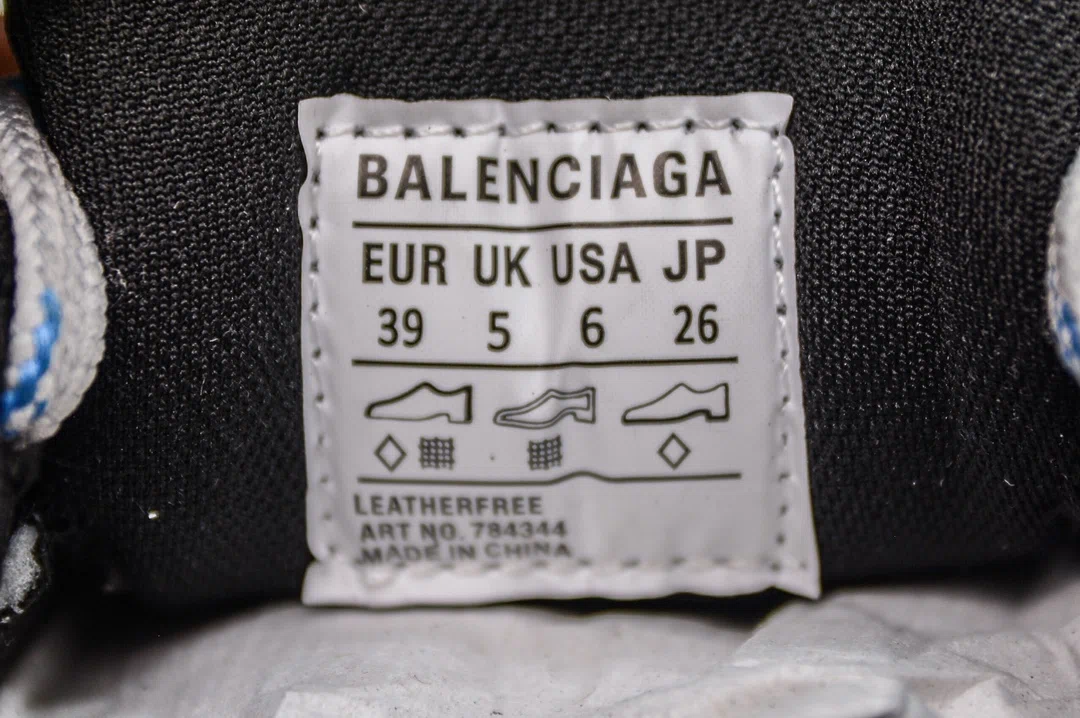 BALENCIAGA
EUR UK USA JP
39 5 6 26
LEATHERFREE
ART NO. 784344
MADE IN CHINA